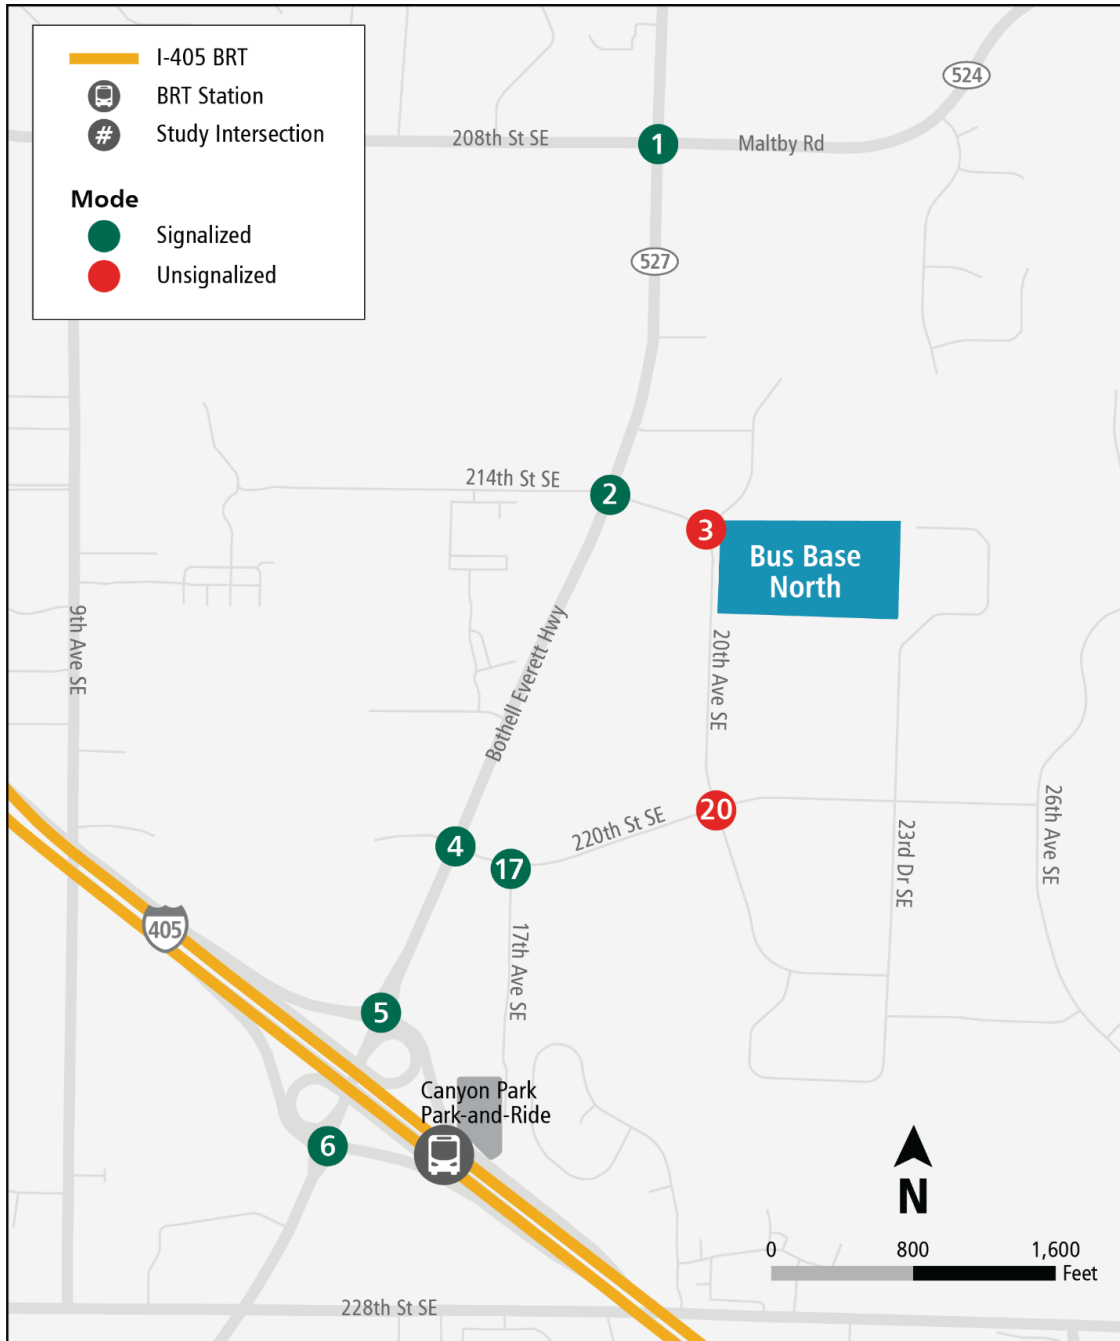 I-405 BRT
BRT Station
# Study Intersection
Mode
Signalized
Unsignalized
524
208th St SE
1
Maltby Rd
527
214th St SE
2
3
Bus Base
North
9th Ave SE
Bothell Everett Hwy
20th Ave SE
26th Ave SE
20
220th St SE
23rd Dr SE
4
17
405
17th Ave SE
5
Canyon Park
Park-and-Ride
6
N
0 800 1,600
Feet
228th St SE